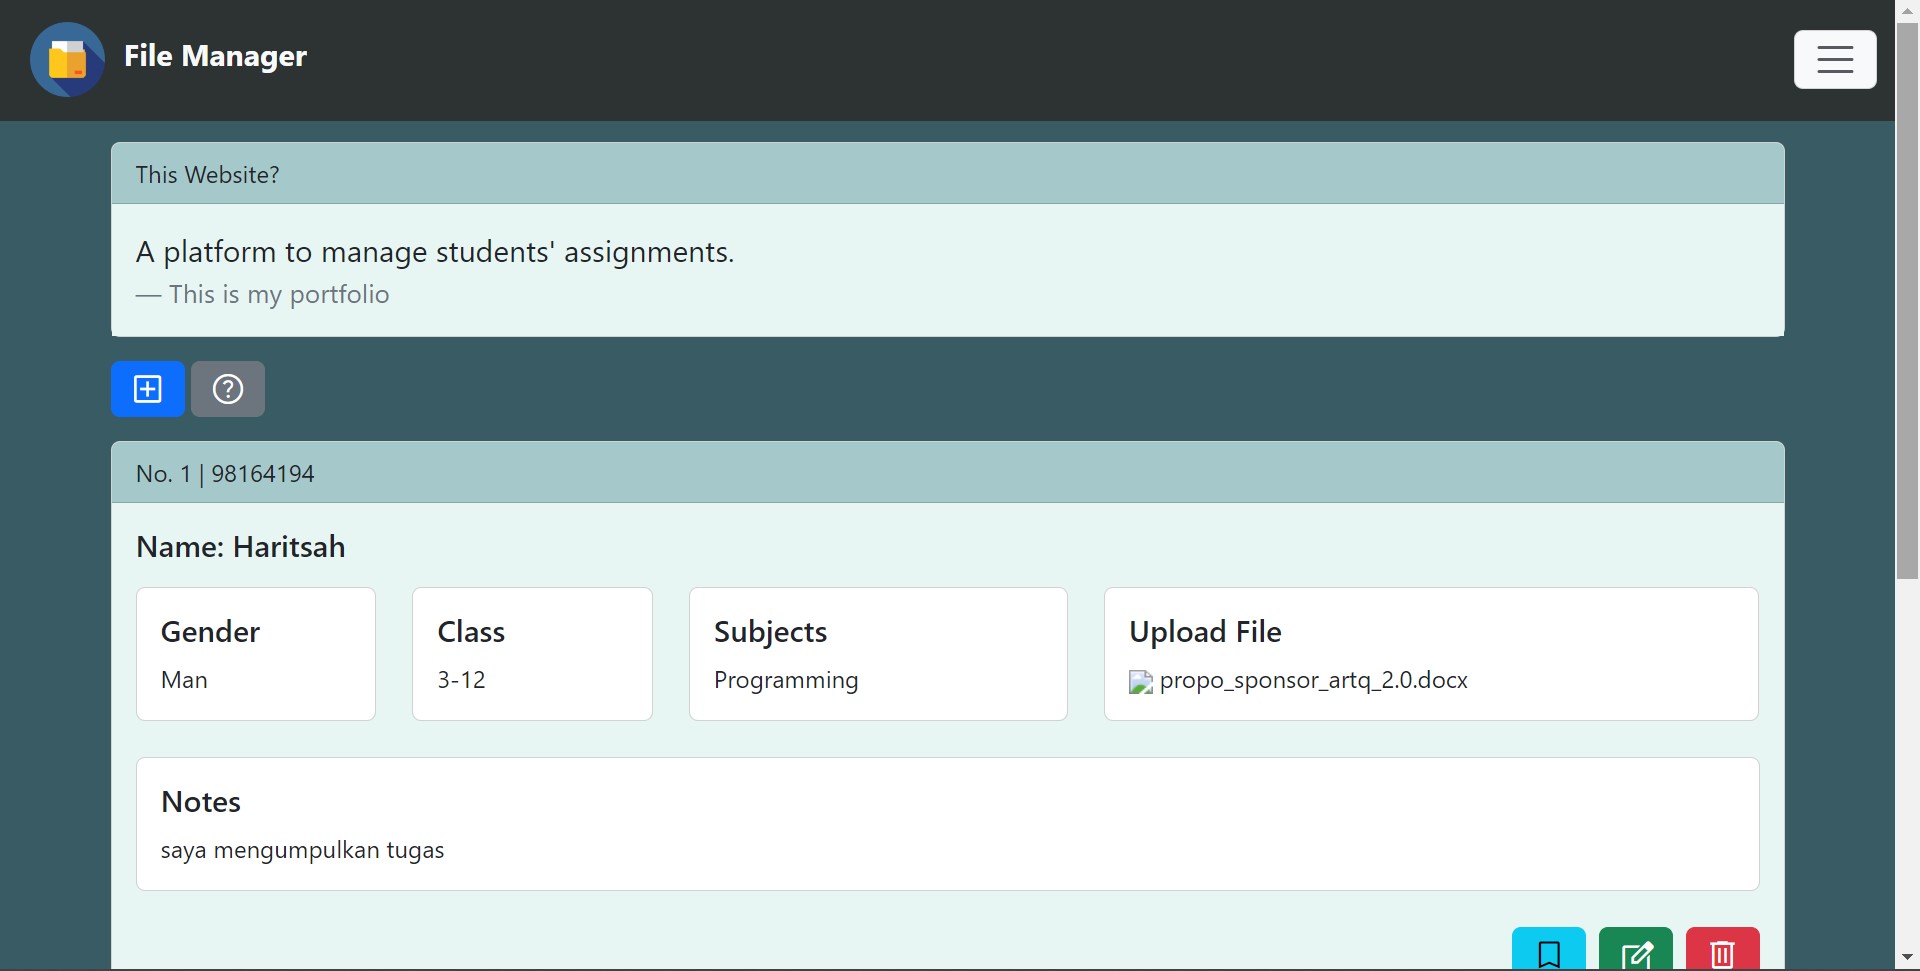 File Manager
This Website?
A platform to manage students' assignments.
— This is my portfolio
No. 1 | 98164194
Name: Haritsah
Gender
Man
Class
3-12
Subjects
Programming
Upload File
propo_sponsor_artq_2.0.docx
Notes
saya mengumpulkan tugas